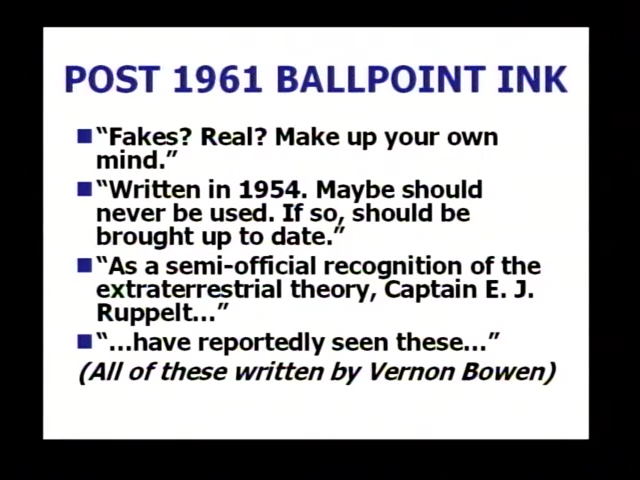 POST 1961 BALLPOINT INK
“Fakes? Real? Make up your own
mind.”
“Written in 1954. Maybe should
never be used. If so, should be
brought up to date.”
“As a semi-official recognition of the
extraterrestrial theory, Captain E. J.
Ruppelt…”
“…have reportedly seen these…”
(All of these written by Vernon Bowen)